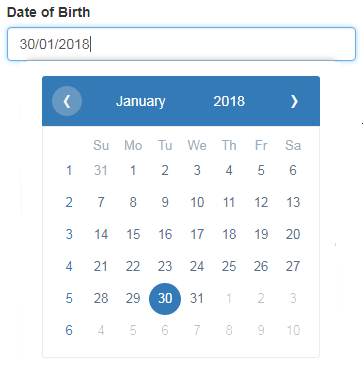 Date of Birth
30/01/2018
❮ January 2018 ❯
Su Mo Tu We Th Fr Sa
1 31 1 2 3 4 5 6
2 7 8 9 10 11 12 13
3 14 15 16 17 18 19 20
4 21 22 23 24 25 26 27
5 28 29 30 31 1 2 3
6 4 5 6 7 8 9 10